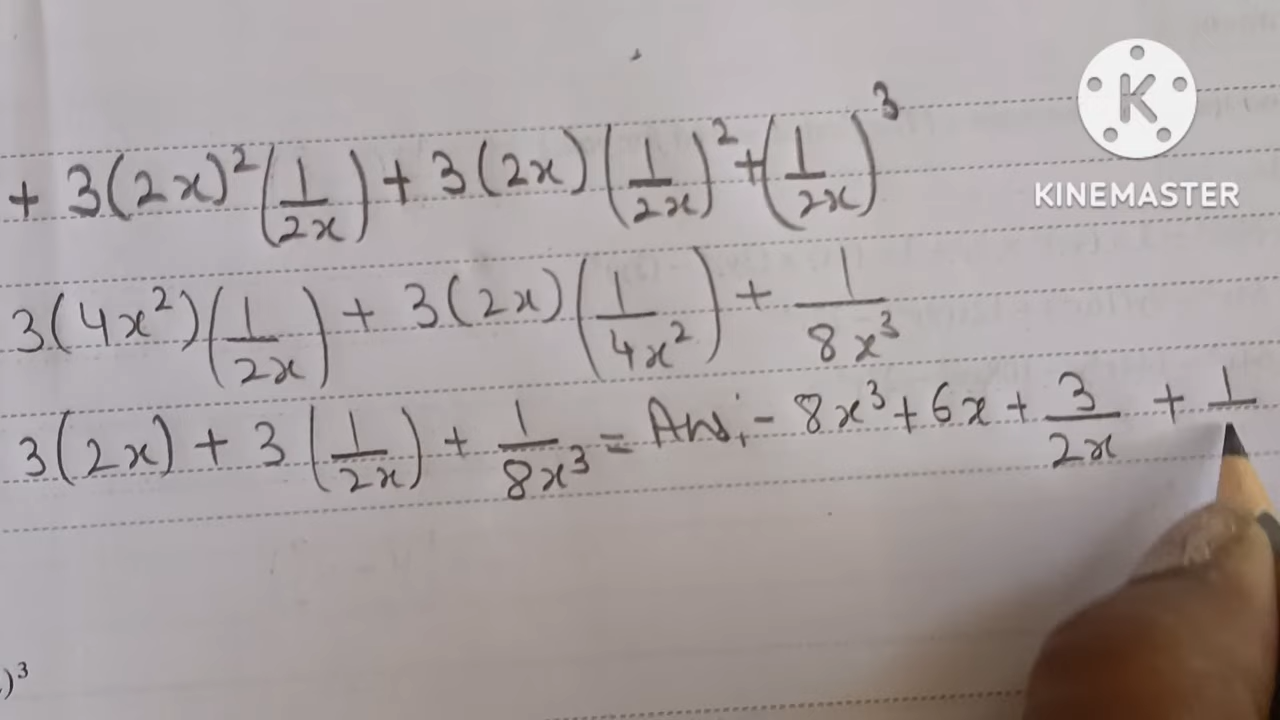 + 3(2x)²(1/2x) + 3(2x)(1/2x)² + (1/2x)³
KINEMASTER
3(4x²)(1/2x) + 3(2x)(1/4x²) + 1/8x³
3(2x) + 3(1/2x) + 1/8x³ = Ans:- 8x³ + 6x + 3/2x + 1/
)³